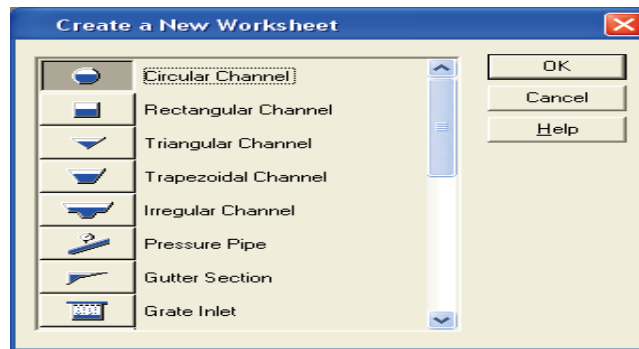 Create a New Worksheet
Circular Channel
Rectangular Channel
Triangular Channel
Trapezoidal Channel
Irregular Channel
Pressure Pipe
Gutter Section
Grate Inlet
OK
Cancel
Help